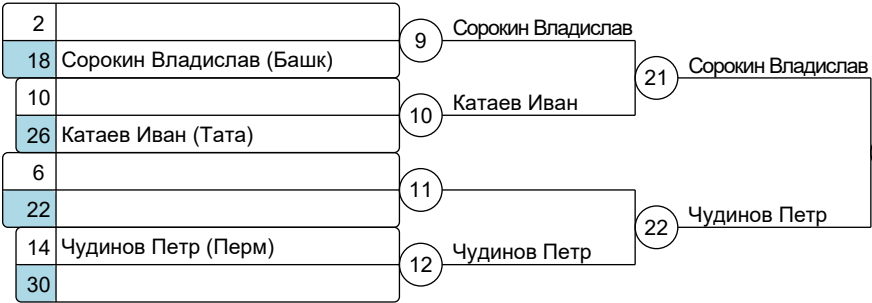 2
18 Сорокин Владислав (Башк)
9 Сорокин Владислав
10
26 Катаев Иван (Тата)
10 Катаев Иван
21 Сорокин Владислав
6
22
11
14 Чудинов Петр (Перм)
30
12 Чудинов Петр
22 Чудинов Петр